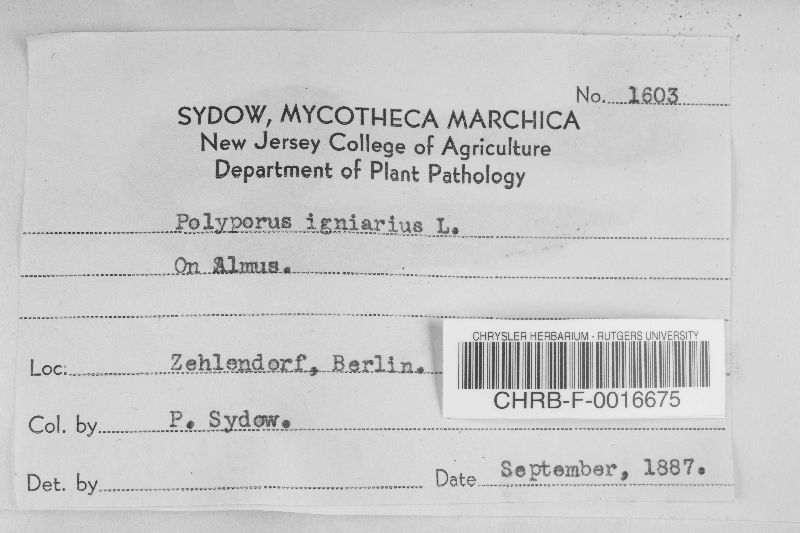 No. 1603
SYDOW, MYCOTHECA MARCHICA
New Jersey College of Agriculture
Department of Plant Pathology
Polyporus igniarius L.
On Almus.
Loc: Zehlendorf, Berlin.
CHRYSLER HERBARIUM - RUTGERS UNIVERSITY
CHRB-F-0016675
Col. by P. Sydow.
Det. by
Date September, 1887.